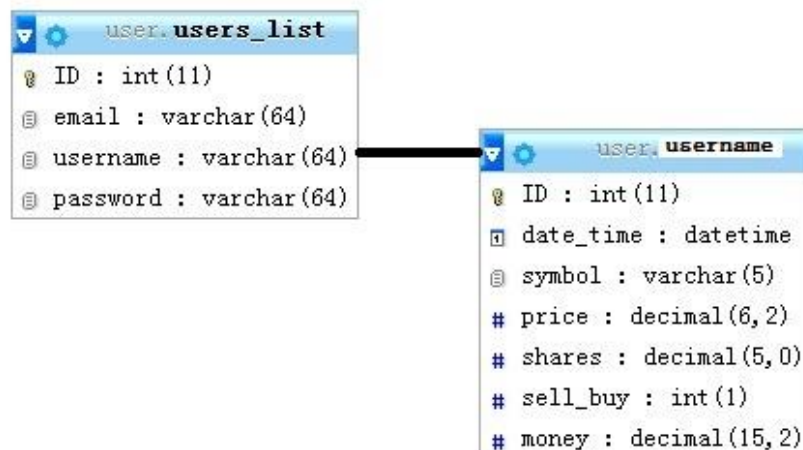 user.users_list
ID : int(11)
email : varchar(64)
username : varchar(64)
password : varchar(64)
user.username
ID : int(11)
date_time : datetime
symbol : varchar(5)
# price : decimal(6,2)
# shares : decimal(5,0)
# sell_buy : int(1)
# money : decimal(15,2)